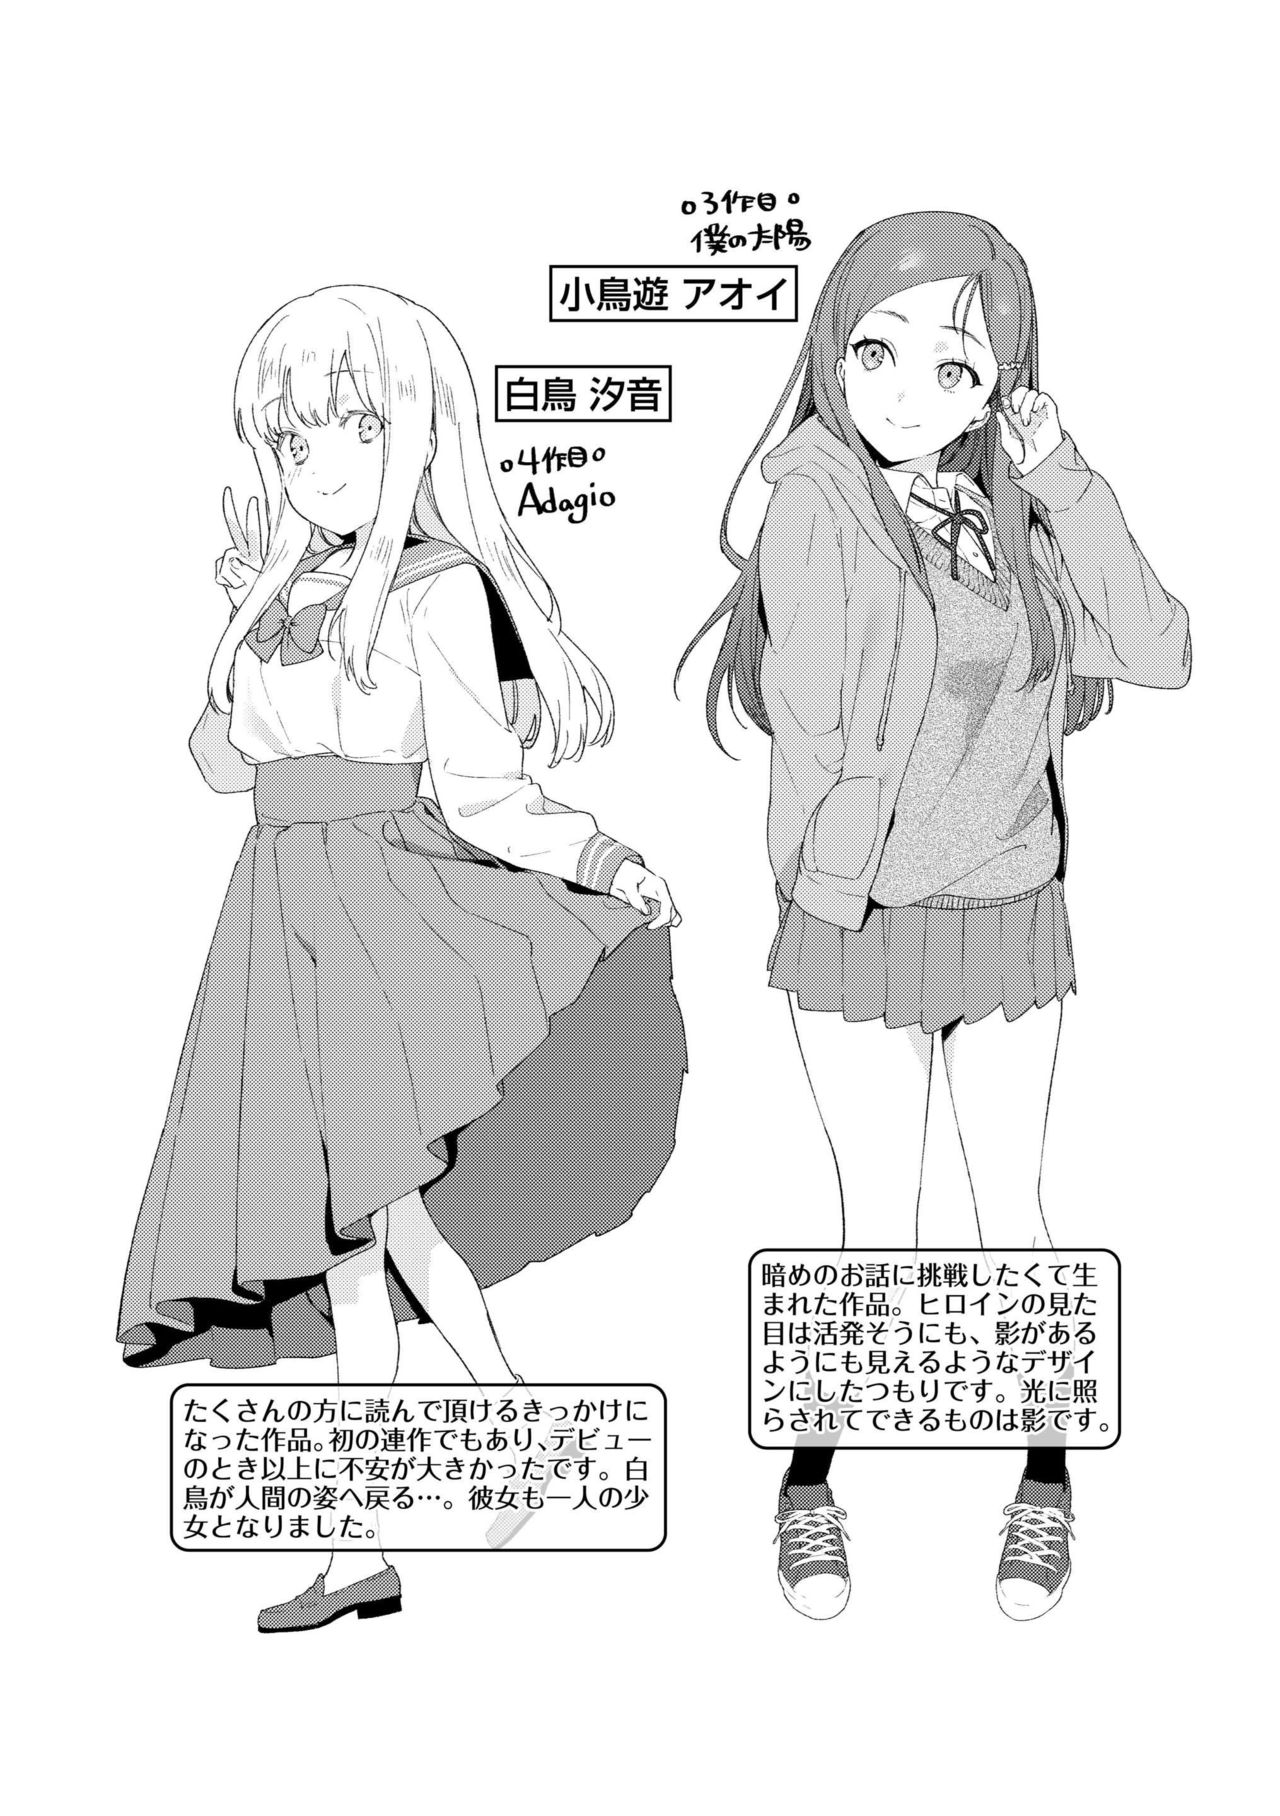 ○3作目○
僕の太陽
小鳥遊 アオイ
暗めのお話に挑戦したくて生
まれた作品。ヒロインの見た
目は活発そうにも、影がある
ようにも見えるようなデザイ
ンにしたつもりです。光に照
らされてできるものは影です。
白鳥 汐音
○4作目○
Adagio
たくさんの方に読んで頂けるきっかけに
なった作品。初の連作でもあり、デビュー
のとき以上に不安が大きかったです。白
鳥が人間の姿へ戻る…。彼女も一人の少
女となりました。